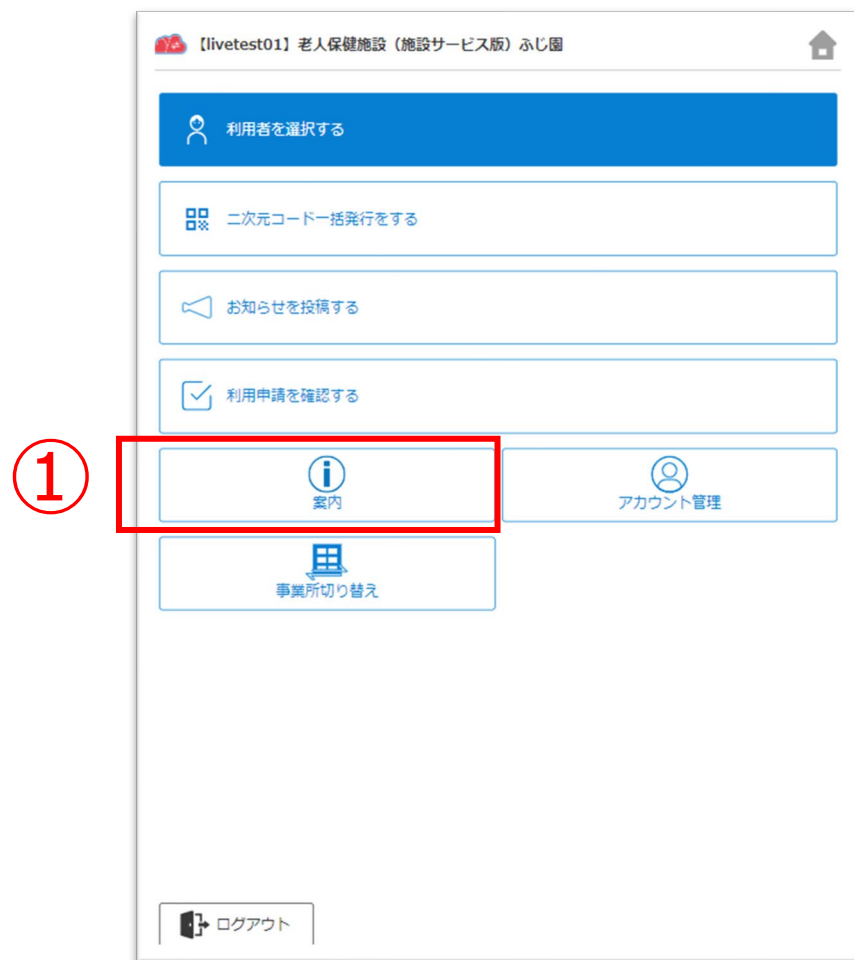 【livetest01】老人保健施設（施設サービス版）ふじ園
利用者を選択する
二次元コード一括発行をする
お知らせを投稿する
利用申請を確認する
①
案内
アカウント管理
事業所切り替え
ログアウト